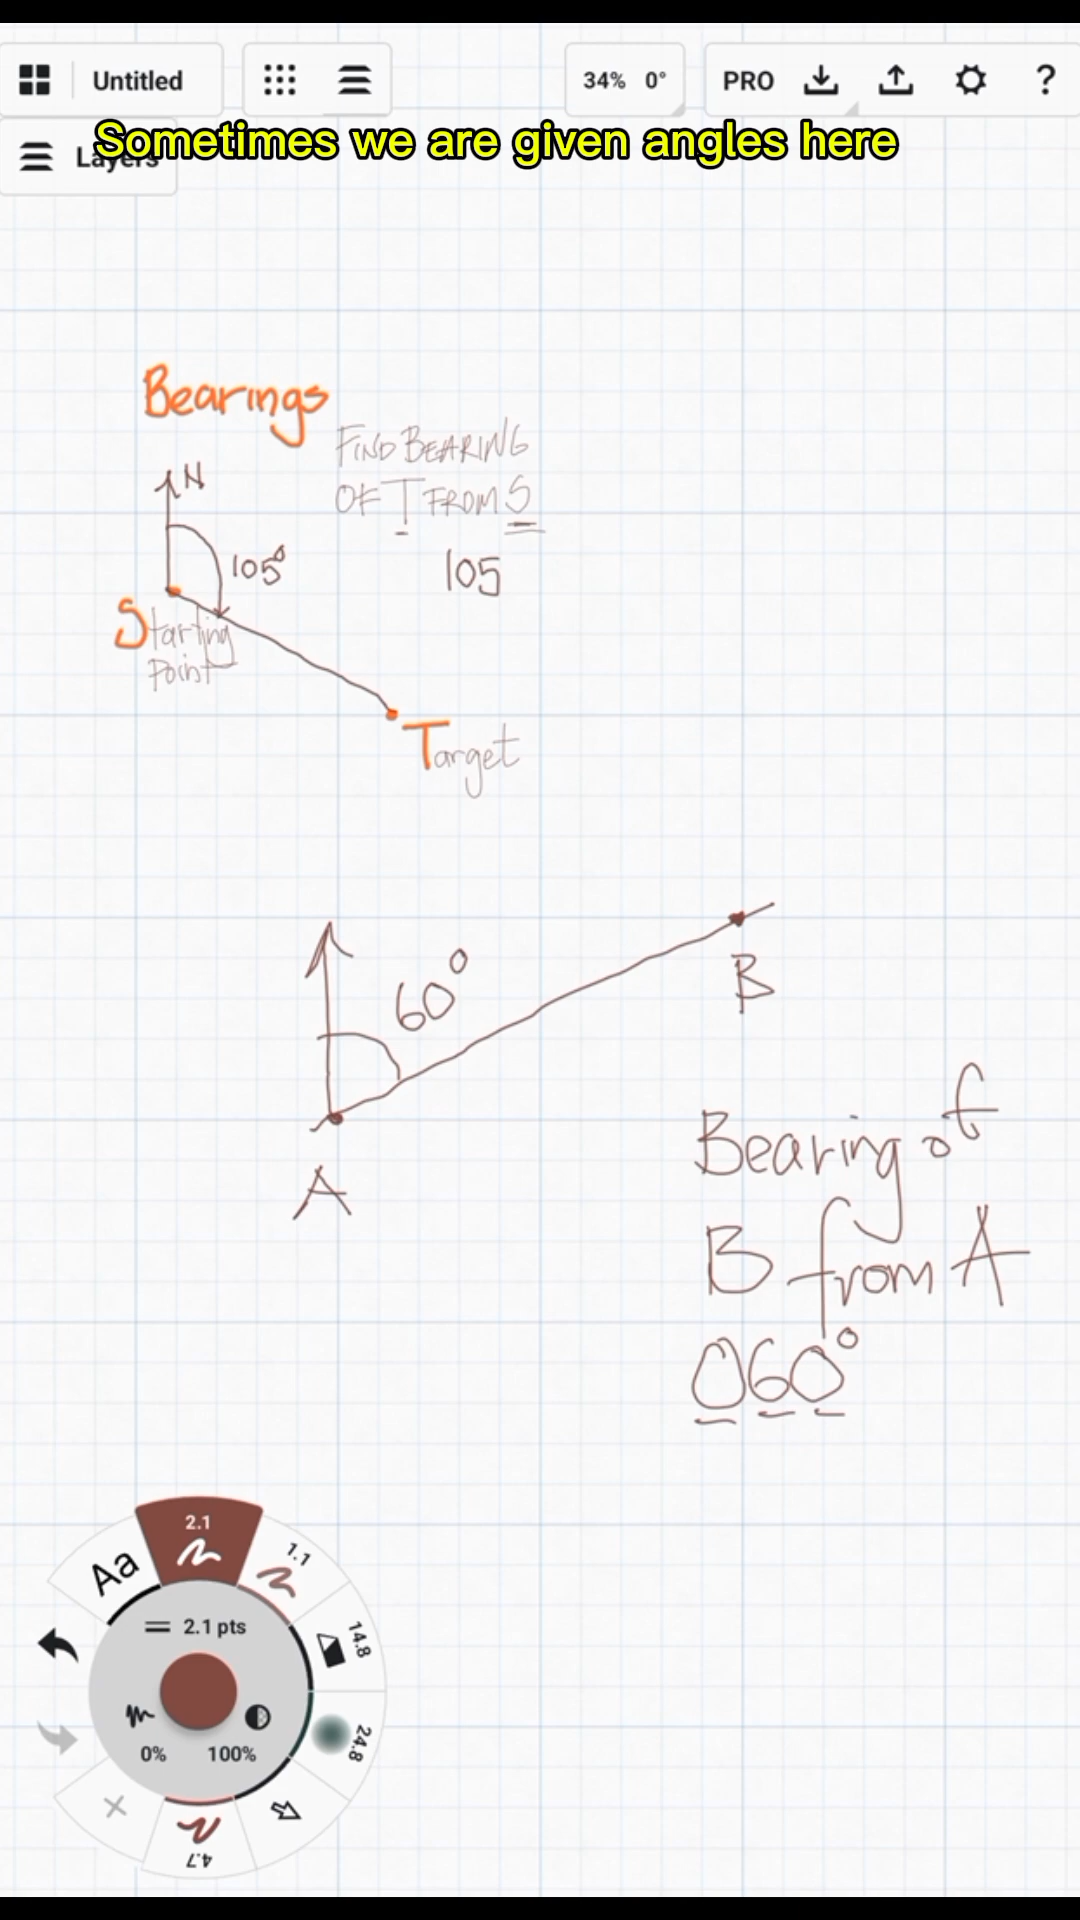 Untitled
34% 0°
PRO
?
Layers
Sometimes we are given angles here
Bearings
FIND BEARING
OF T FROM S
N
105°
105
Starting
Point
Target
60°
B
A
Bearing of
B from A
060°
2.1
Aa
1.1
2.1 pts
14.8
24.8
0% 100%
4.7